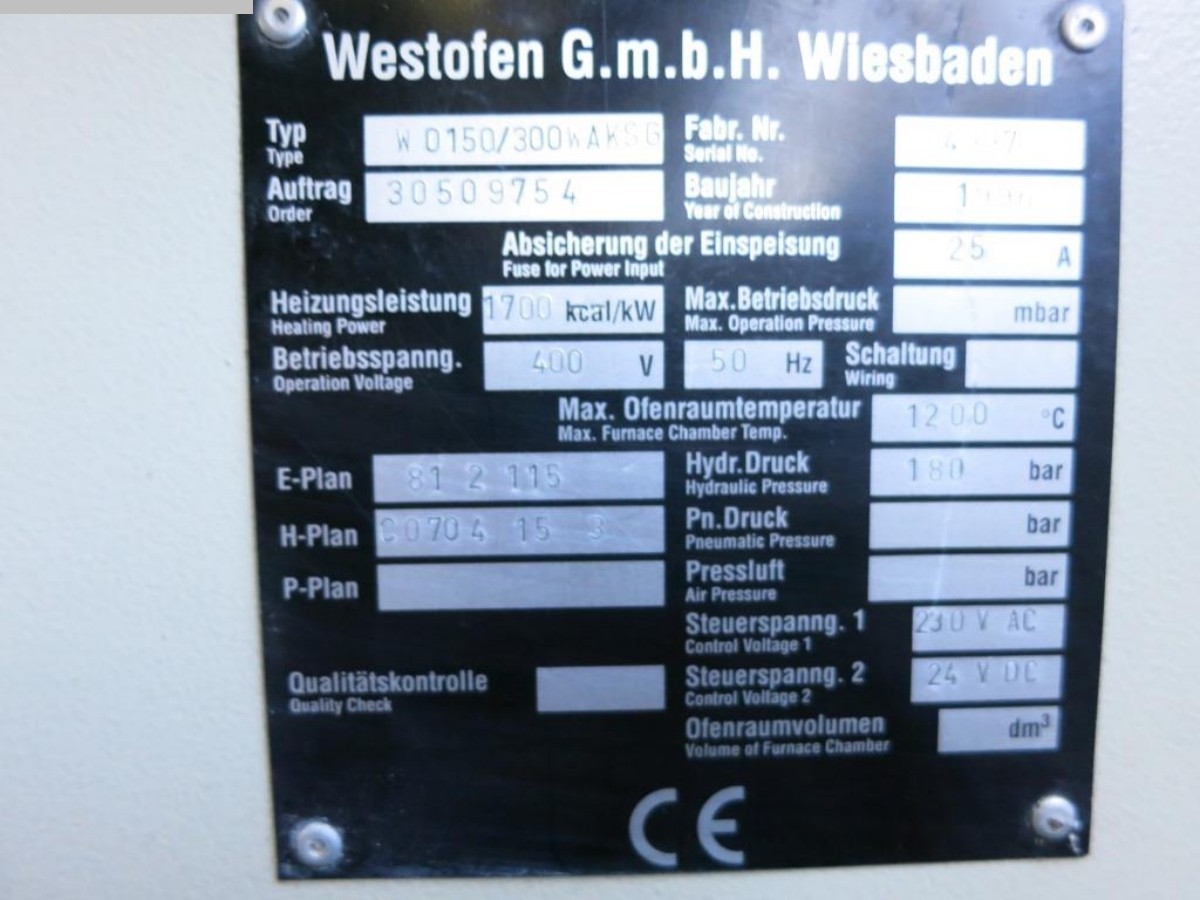 Westofen G.m.b.H. Wiesbaden
Typ W 0150/300WAKSG Fabr. Nr.
Type Serial No.
Auftrag 30509754 Baujahr
Order Year of Construction
Absicherung der Einspeisung 25 A
Fuse for Power Input
Heizungsleistung 1700 kcal/kW Max.Betriebsdruck mbar
Heating Power Max. Operation Pressure
Betriebsspanng. 400 V 50 Hz Schaltung
Operation Voltage Wiring
Max. Ofenraumtemperatur 1200 °C
Max. Furnace Chamber Temp.
E-Plan 81 2 115 Hydr.Druck 180 bar
Hydraulic Pressure
H-Plan 15 3 Pn.Druck bar
Pneumatic Pressure
P-Plan Pressluft bar
Air Pressure
Steuerspanng. 1 230 V AC
Control Voltage 1
Qualitätskontrolle Steuerspanng. 2 24 V DC
Quality Check Control Voltage 2
Ofenraumvolumen dm³
Volume of Furnace Chamber
CE